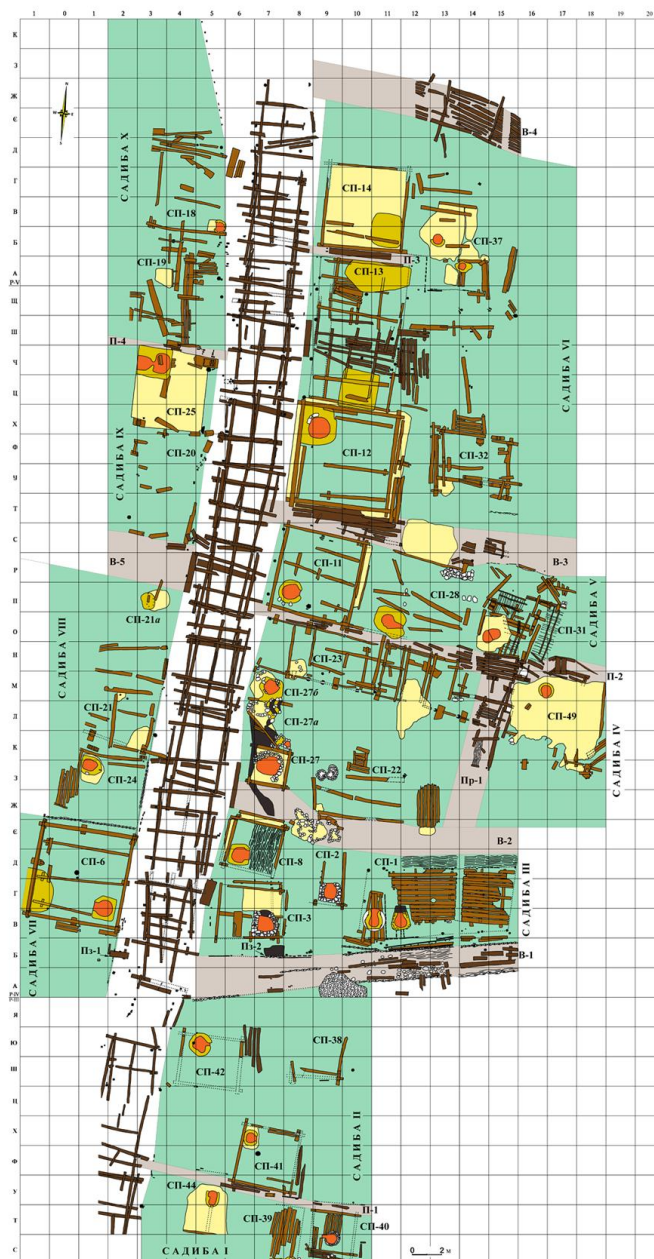 1 0 1 2 3 4 5 6 7 8 9 10 11 12 13 14 15 16 17 18 19 20
К
З
Ж
В-4
Є
Д
САДИБА X
Г
СП-14
В
СП-18
СП-37
Б
П-3
СП-19
СП-13
А
Р-V
Щ
Ш
САДИБА VI
П-4
Ч
Ц
СП-25
Х
САДИБА IX
СП-20
СП-12
СП-32
Ф
У
Т
С
В-5
В-3
Р
СП-11
П
СП-21а
СП-28
САДИБА V
СП-31
О
САДИБА VIII
Н
СП-23
П-2
М
СП-27б
СП-21
СП-49
Л
СП-27а
САДИБА IV
К
СП-27
СП-22
СП-24
З
Пр-1
Ж
Є
В-2
СП-6
СП-8
СП-2
СП-1
Д
САДИБА III
Г
СП-3
В
САДИБА VII
Пз-1
Пз-2
Б
В-1
А
Я
Ю
СП-38
СП-42
Ш
Ц
САДИБА II
Х
СП-41
Ф
СП-44
У
П-1
СП-39
Т
СП-40
САДИБА I
0 2 м
С